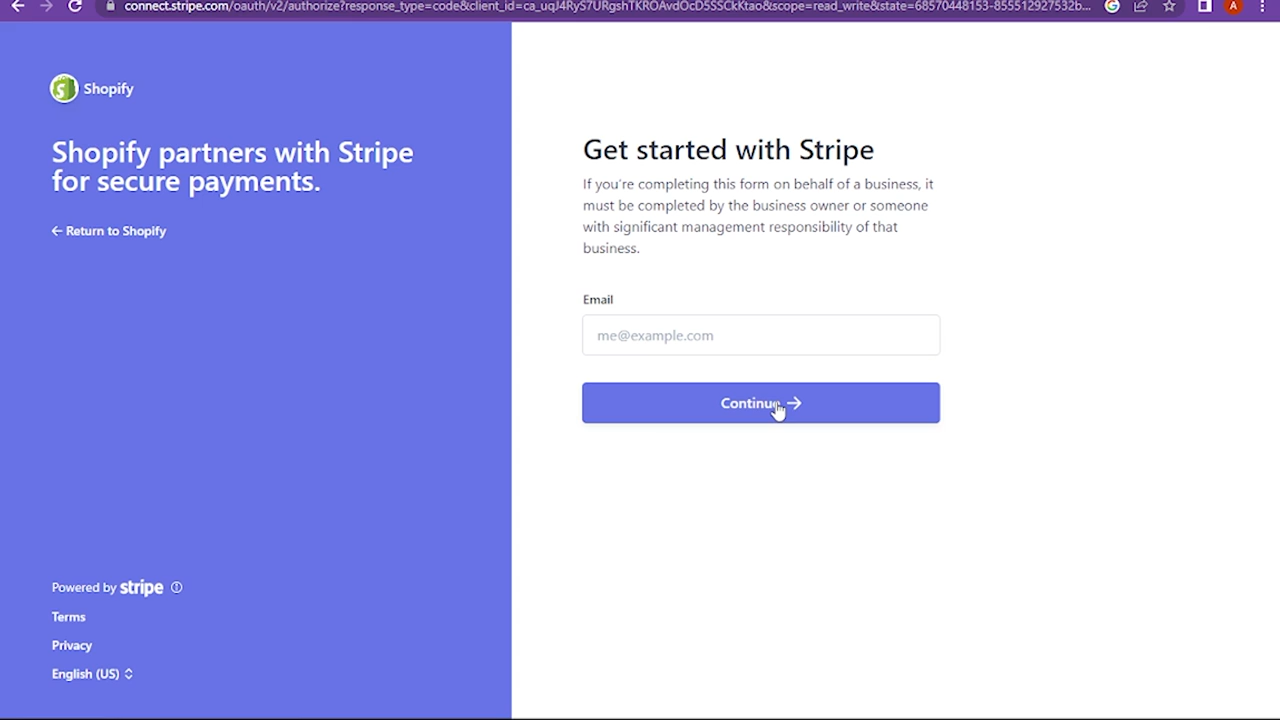 connect.stripe.com/oauth/v2/authorize?response_type=code&client_id=ca_uqJ4RyS7URgshTKROAvdOcD5SSCkKtao&scope=read_write&state=68570448153-855512927532b...
A
Shopify
Shopify partners with Stripe
for secure payments.
← Return to Shopify
Powered by stripe
Terms
Privacy
English (US)
Get started with Stripe
If you're completing this form on behalf of a business, it
must be completed by the business owner or someone
with significant management responsibility of that
business.
Email
me@example.com
Continue →